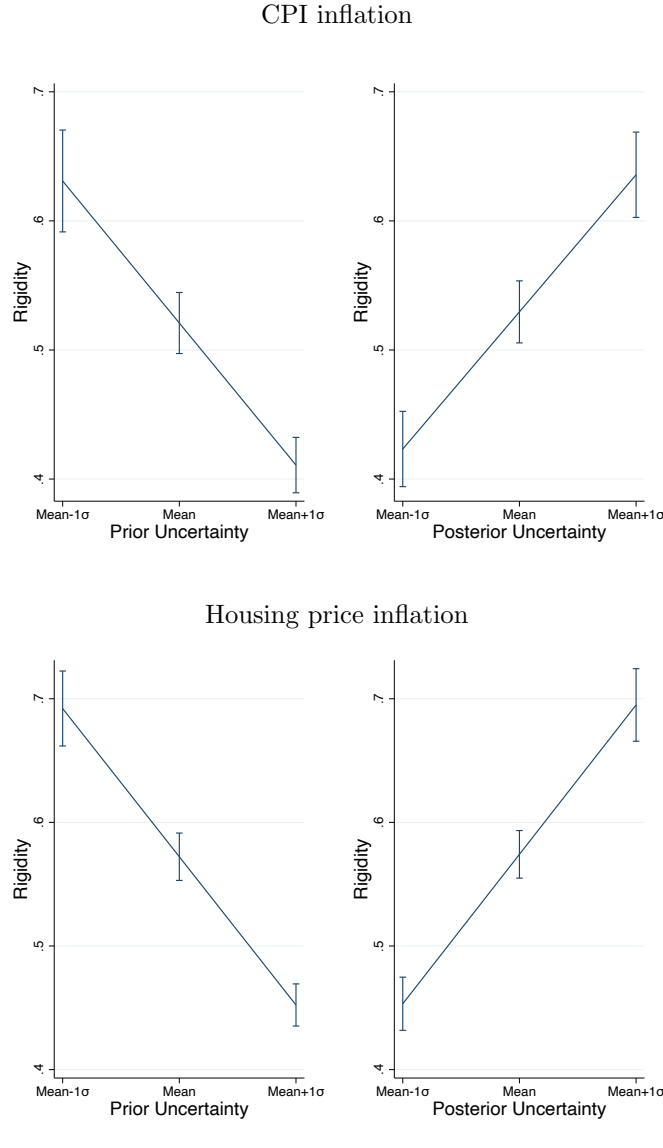 CPI inflation
.7
.6
.5
.4
Rigidity
Mean-1σ Mean Mean+1σ
Prior Uncertainty
.7
.6
.5
.4
Rigidity
Mean-1σ Mean Mean+1σ
Posterior Uncertainty
Housing price inflation
.7
.6
.5
.4
Rigidity
Mean-1σ Mean Mean+1σ
Prior Uncertainty
.7
.6
.5
.4
Rigidity
Mean-1σ Mean Mean+1σ
Posterior Uncertainty